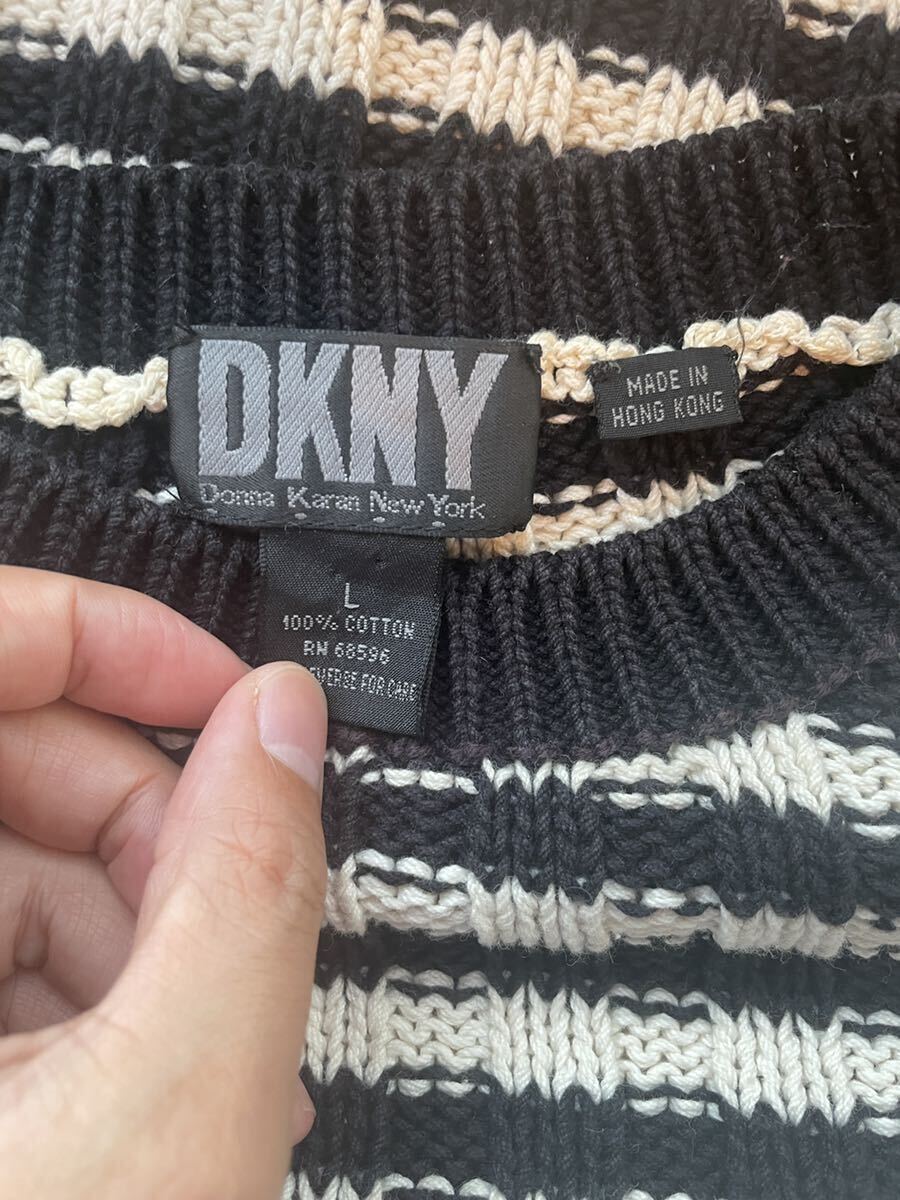 DKNY
Donna Karan New York
MADE IN
HONG KONG
L
100% COTTON
RN 68596
FOR CARE